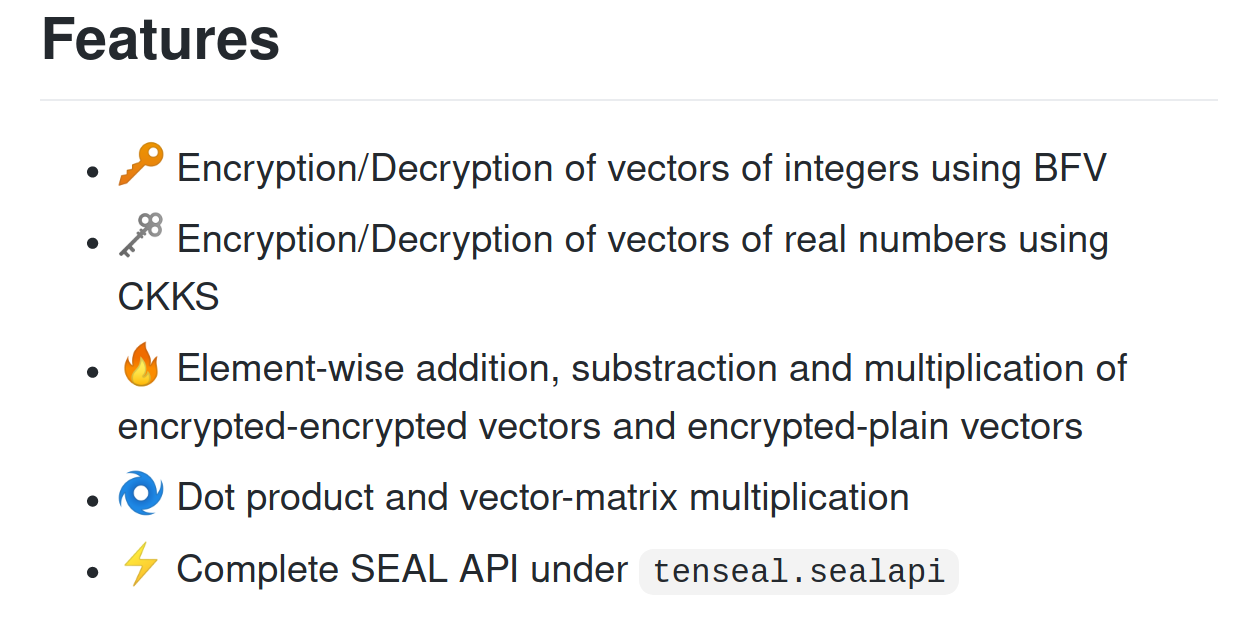 Features
Encryption/Decryption of vectors of integers using BFV
Encryption/Decryption of vectors of real numbers using
CKKS
Element-wise addition, substraction and multiplication of
encrypted-encrypted vectors and encrypted-plain vectors
Dot product and vector-matrix multiplication
Complete SEAL API under tenseal.sealapi